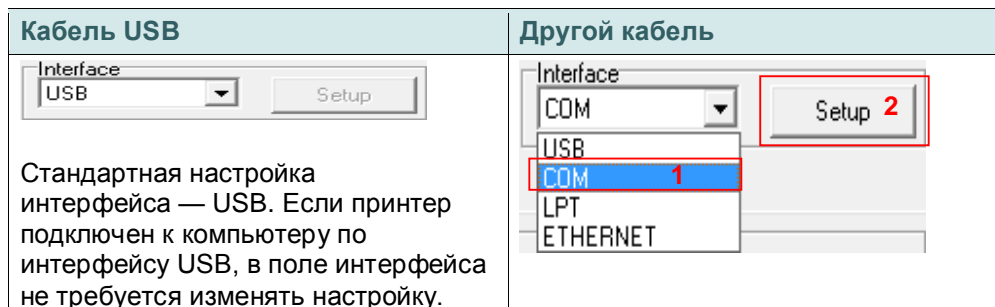 Кабель USB
Другой кабель
Interface
USB
Setup
Стандартная настройка
интерфейса — USB. Если принтер
подключен к компьютеру по
интерфейсу USB, в поле интерфейса
не требуется изменять настройку.
Interface
COM
Setup 2
USB
COM 1
LPT
ETHERNET